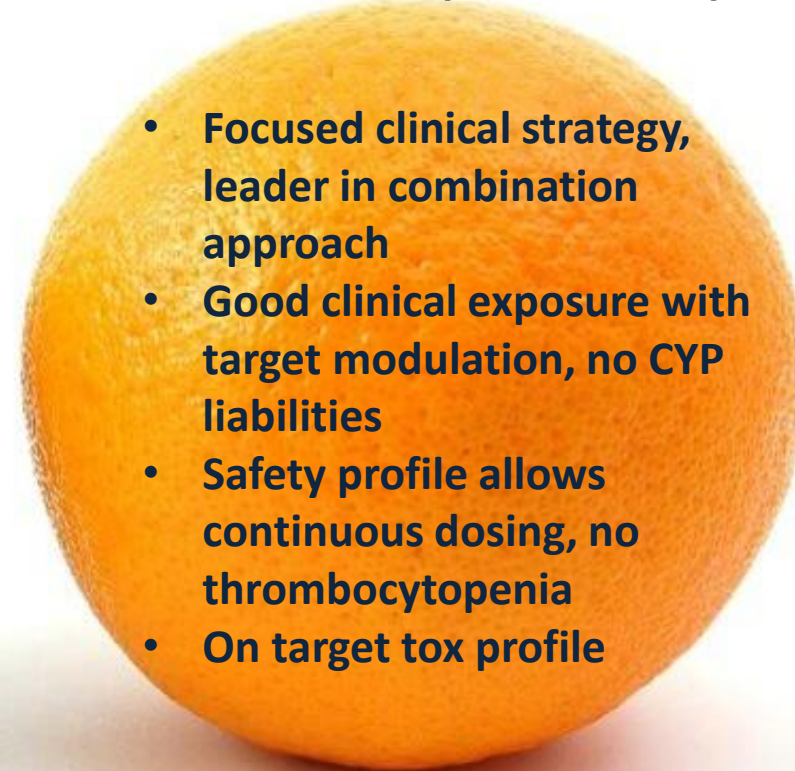 • Focused clinical strategy,
leader in combination
approach
• Good clinical exposure with
target modulation, no CYP
liabilities
• Safety profile allows
continuous dosing, no
thrombocytopenia
• On target tox profile